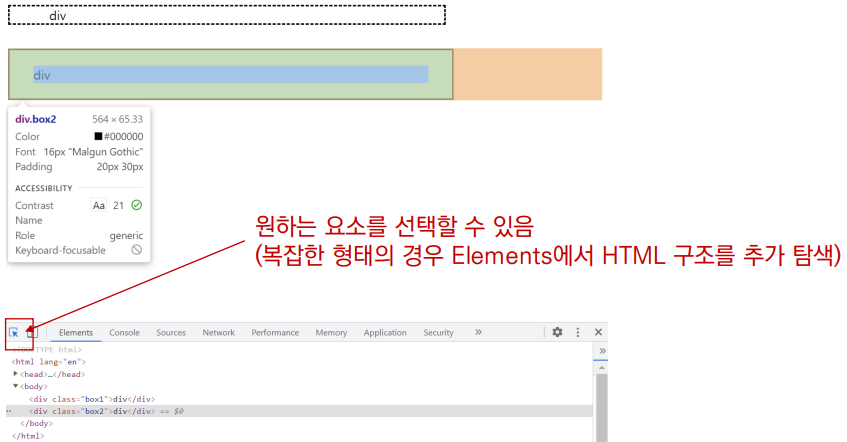 div
div
div.box2 564 × 65.33
Color #000000
Font 16px "Malgun Gothic"
Padding 20px 30px
ACCESSIBILITY
Contrast Aa 21
Name
Role generic
Keyboard-focusable
원하는 요소를 선택할 수 있음
(복잡한 형태의 경우 Elements에서 HTML 구조를 추가 탐색)
Elements Console Sources Network Performance Memory Application Security »
<!DOCTYPE html>
<html lang="en">
<head>…</head>
<body>
<div class="box1">div</div>
<div class="box2">div</div> == $0
</body>
</html>